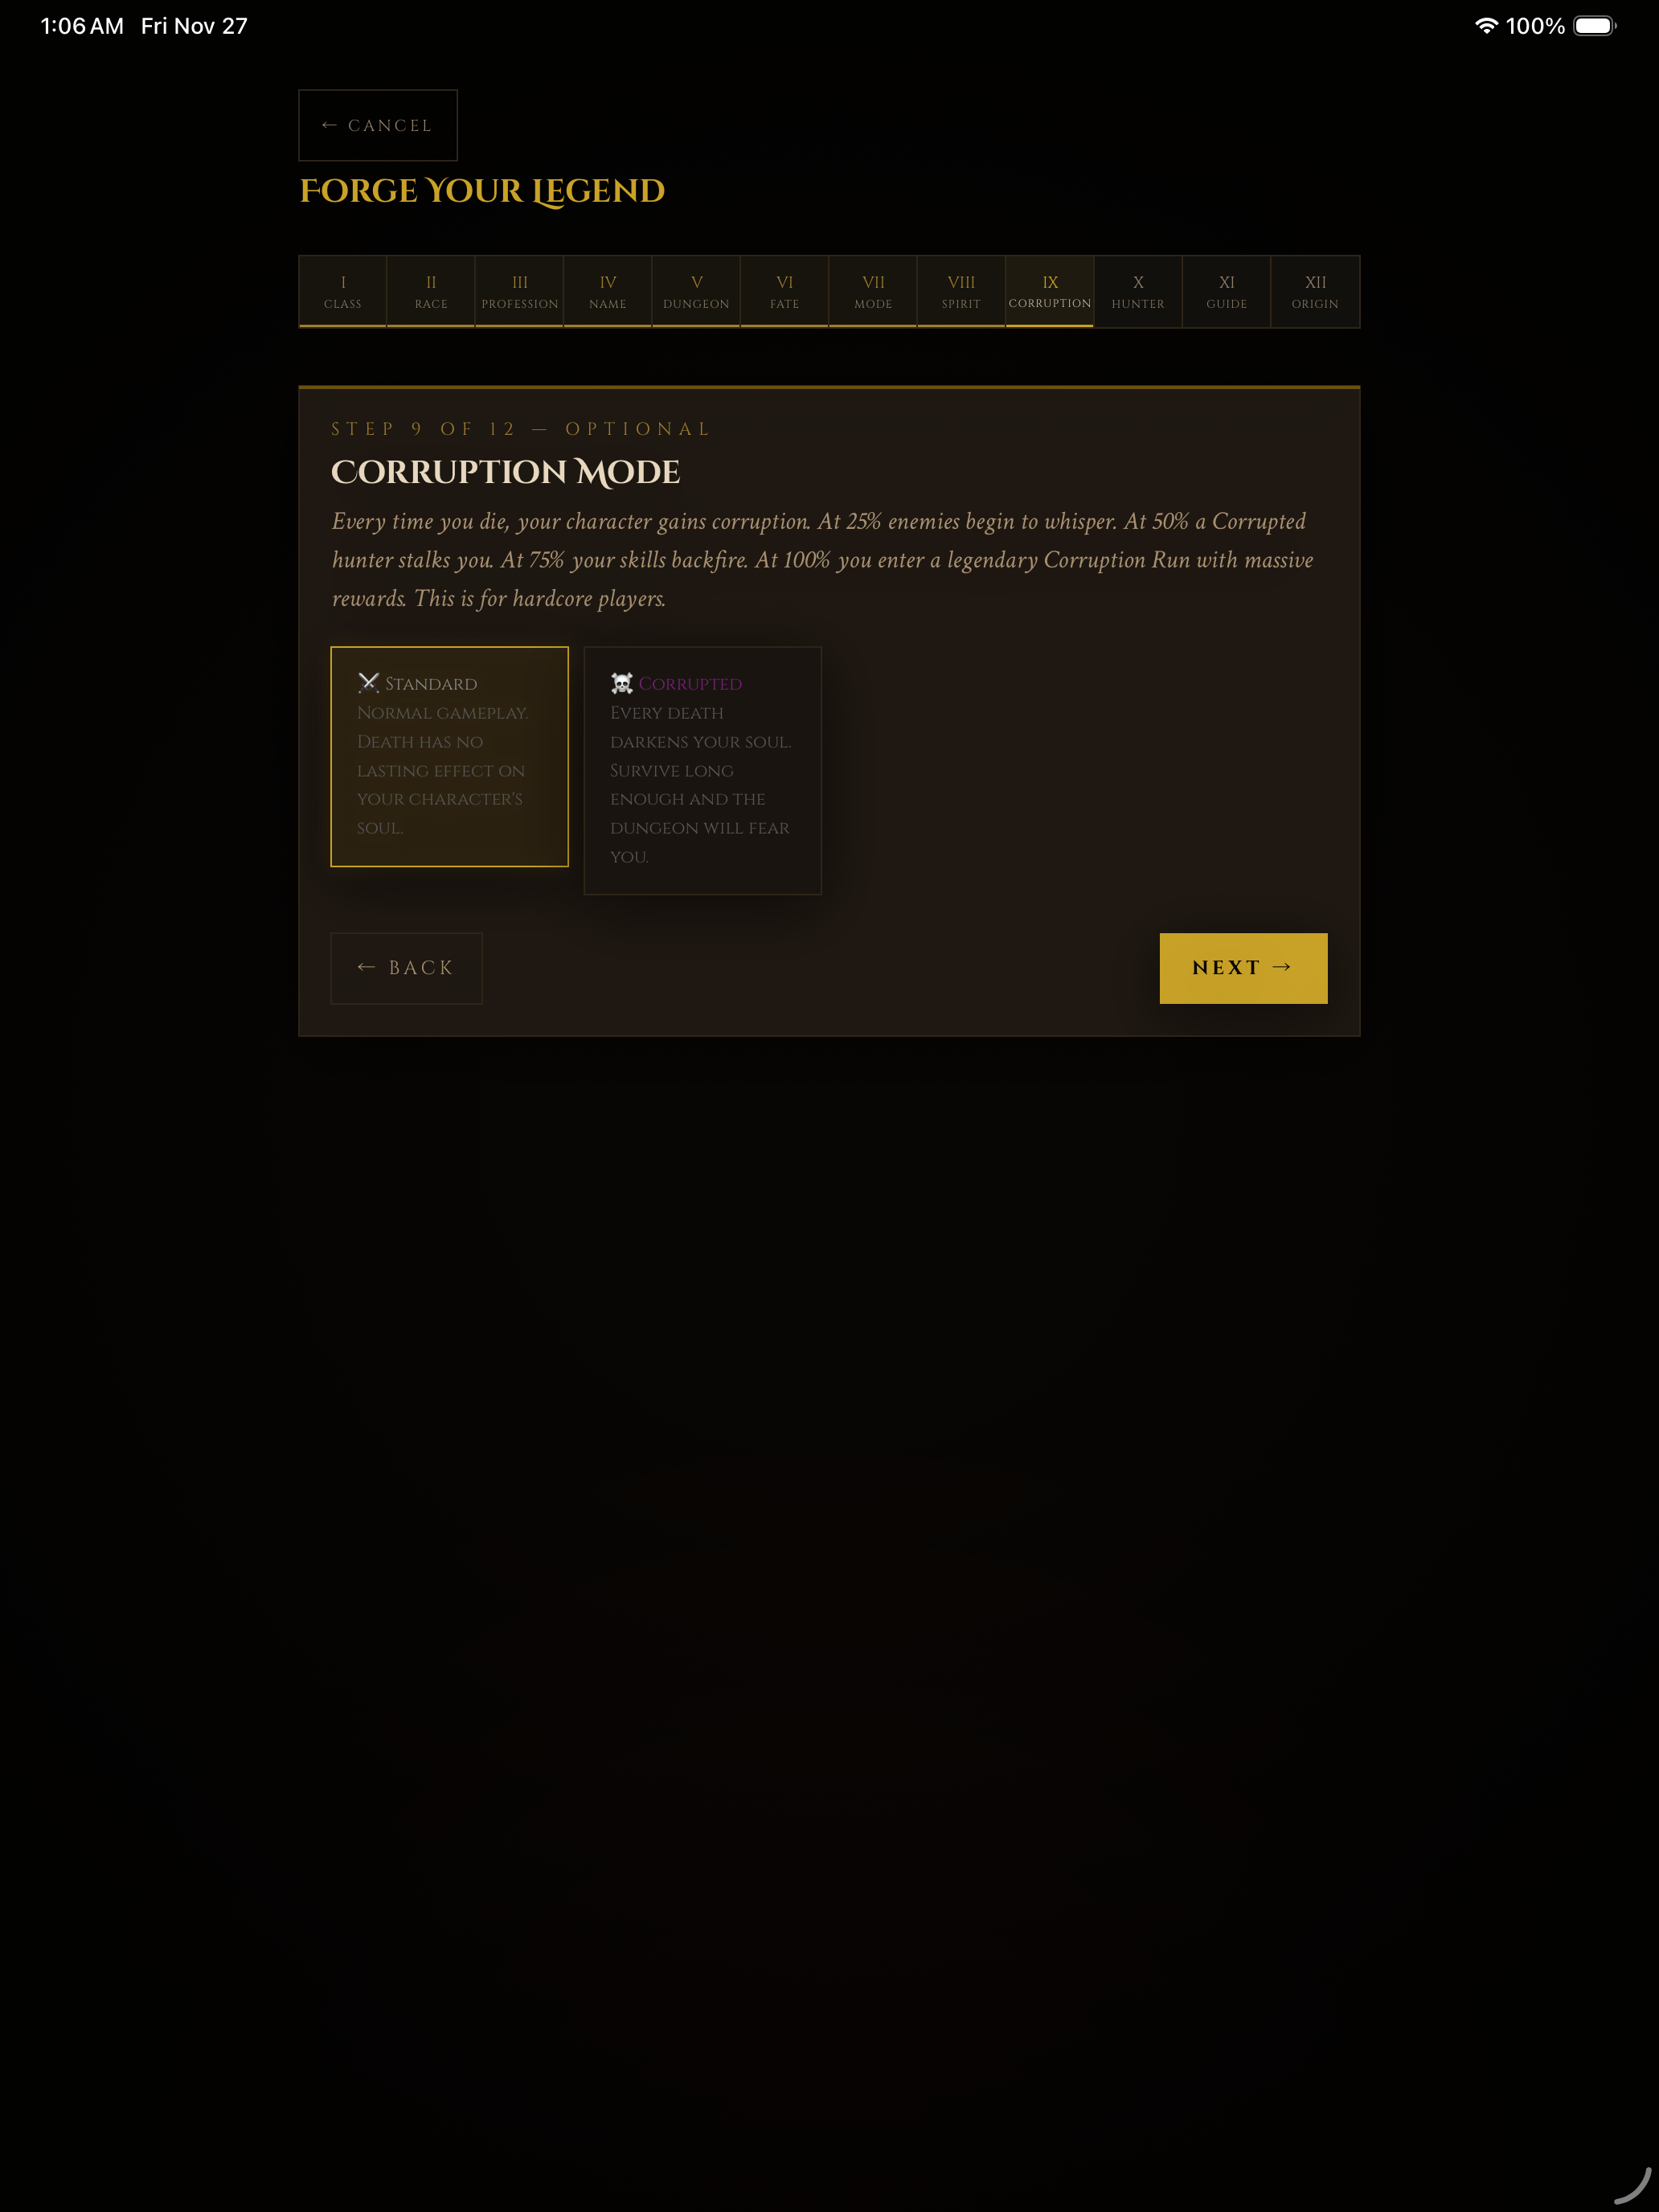 1:06 AM Fri Nov 27
100%
← CANCEL
Forge Your Legend
I
II
III
IV
V
VI
VII
VIII
IX
X
XI
XII
CLASS
RACE
PROFESSION
NAME
DUNGEON
FATE
MODE
SPIRIT
CORRUPTION
HUNTER
GUIDE
ORIGIN
STEP 9 OF 12 — OPTIONAL
Corruption Mode
Every time you die, your character gains corruption. At 25% enemies begin to whisper. At 50% a Corrupted
hunter stalks you. At 75% your skills backfire. At 100% you enter a legendary Corruption Run with massive
rewards. This is for hardcore players.
⚔️ Standard
Normal gameplay.
Death has no
lasting effect on
your character's
soul.
☠️ Corrupted
Every death
darkens your soul.
Survive long
enough and the
dungeon will fear
you.
← BACK
NEXT →